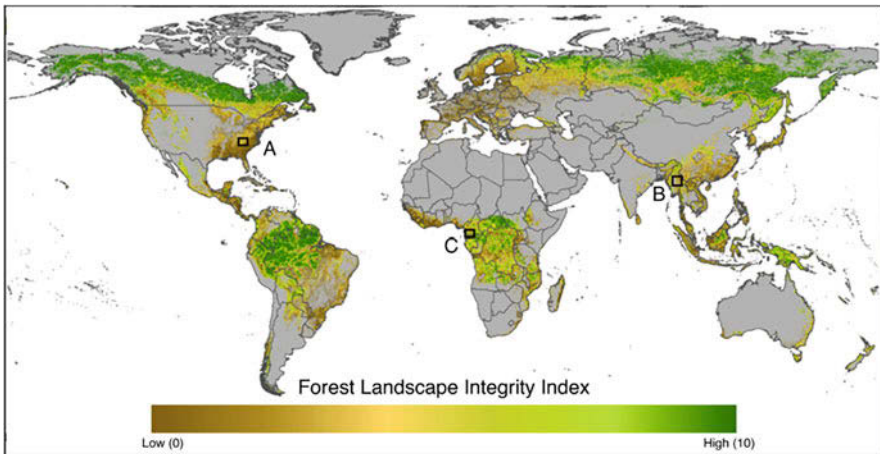 A
B
C
Forest Landscape Integrity Index
Low (0)
High (10)